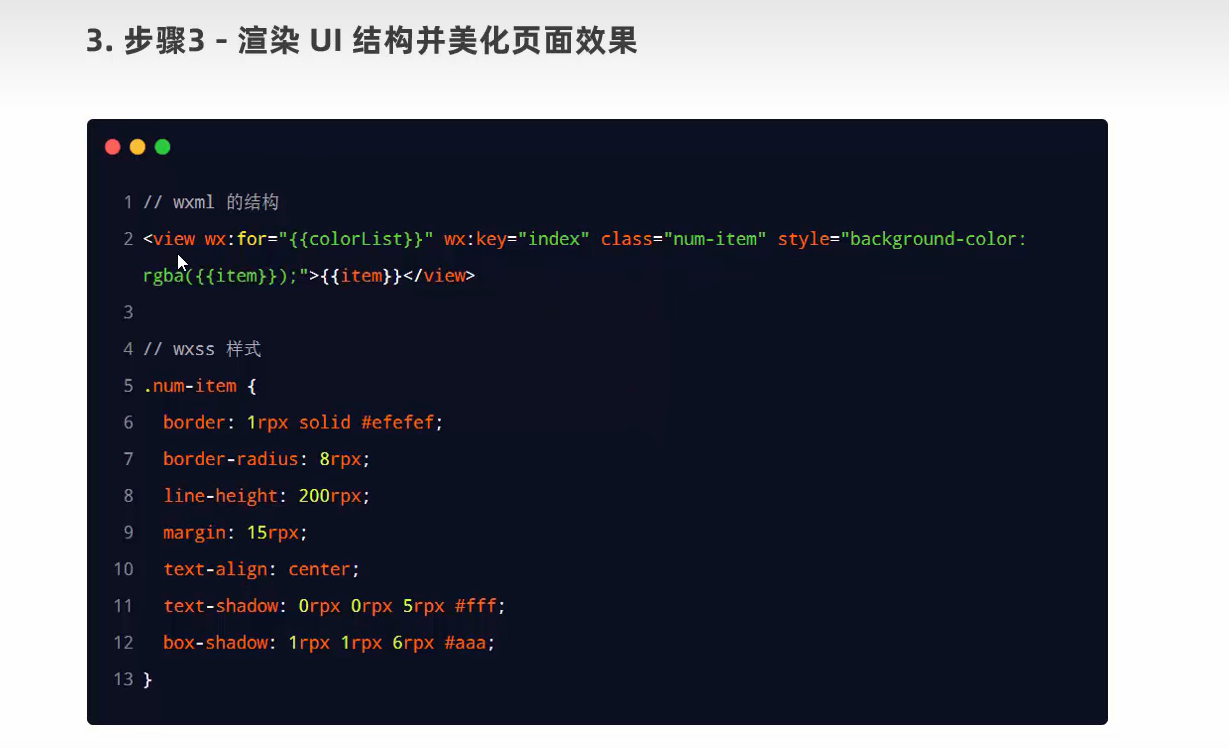 3. 步骤3 - 渲染 UI 结构并美化页面效果
1 // wxml 的结构
2 <view wx:for="{{colorList}}" wx:key="index" class="num-item" style="background-color:
rgba({{item}});">{{item}}</view>
3
4 // wxss 样式
5 .num-item {
6 border: 1rpx solid #efefef;
7 border-radius: 8rpx;
8 line-height: 200rpx;
9 margin: 15rpx;
10 text-align: center;
11 text-shadow: 0rpx 0rpx 5rpx #fff;
12 box-shadow: 1rpx 1rpx 6rpx #aaa;
13 }